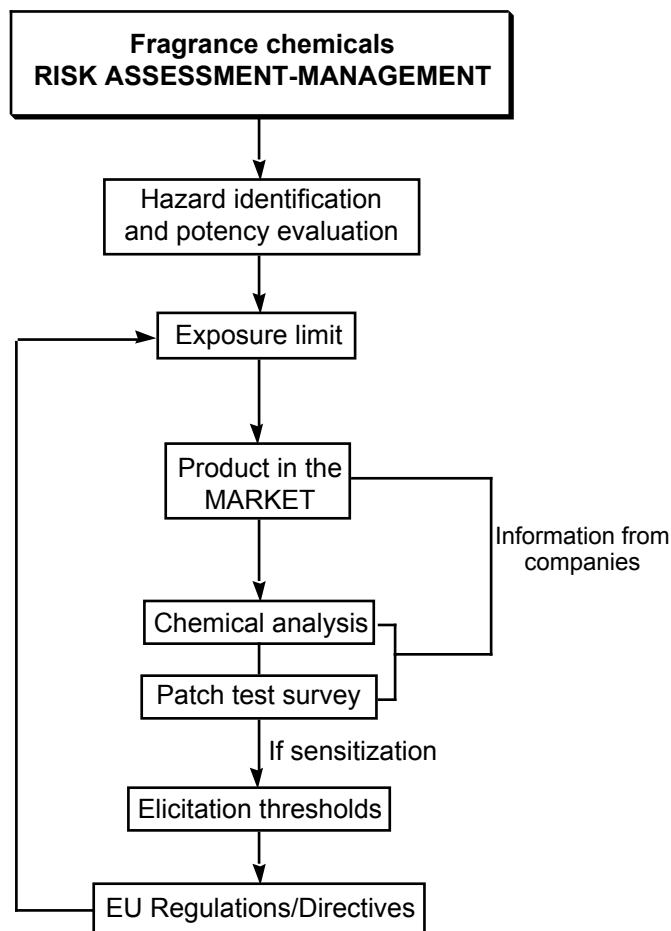 Fragrance chemicals
RISK ASSESSMENT-MANAGEMENT
Hazard identification
and potency evaluation
Exposure limit
Product in the
MARKET
Information from
companies
Chemical analysis
Patch test survey
If sensitization
Elicitation thresholds
EU Regulations/Directives